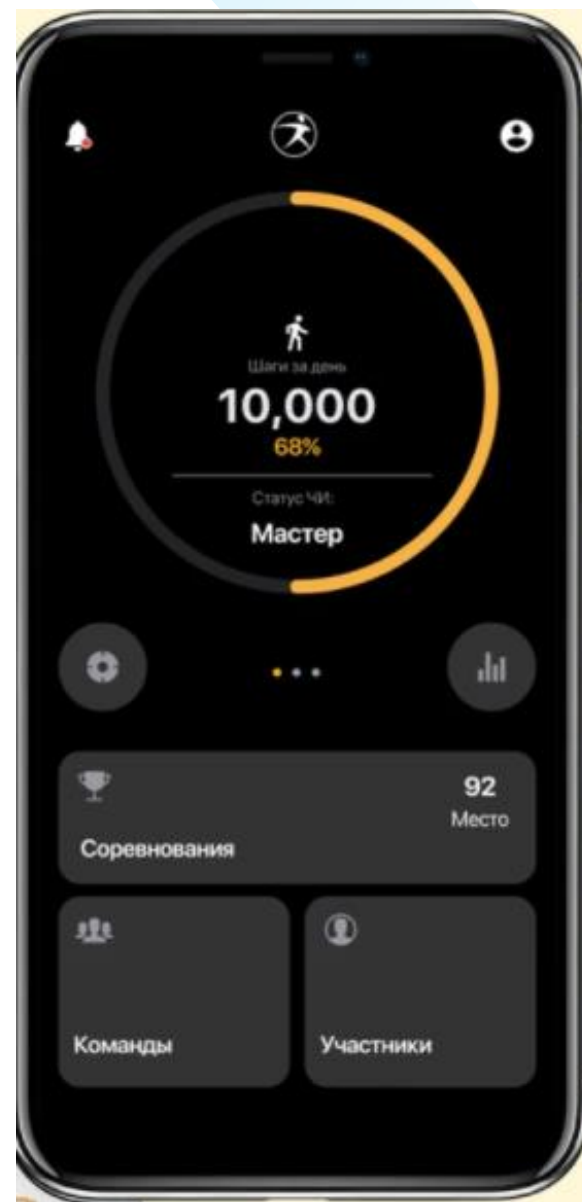 Шаги за день
10,000
68%
Статус ЧИ:
Мастер
92
Место
Соревнования
Команды
Участники